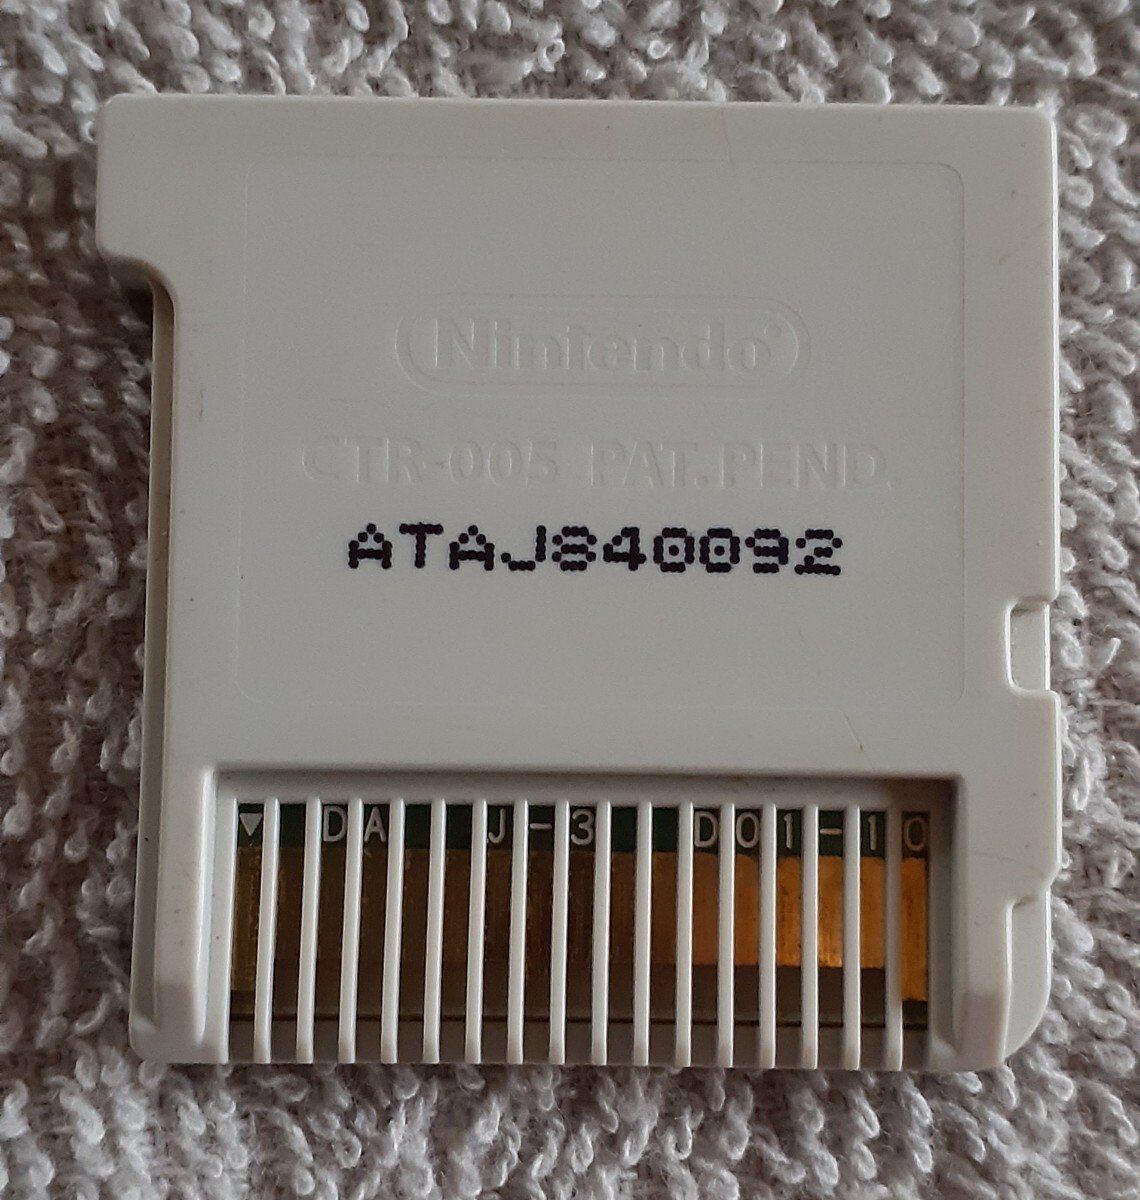 Nintendo®
CTR-005 PAT. PEND.
ATAJ840092
▼ DA J-3 D01-10